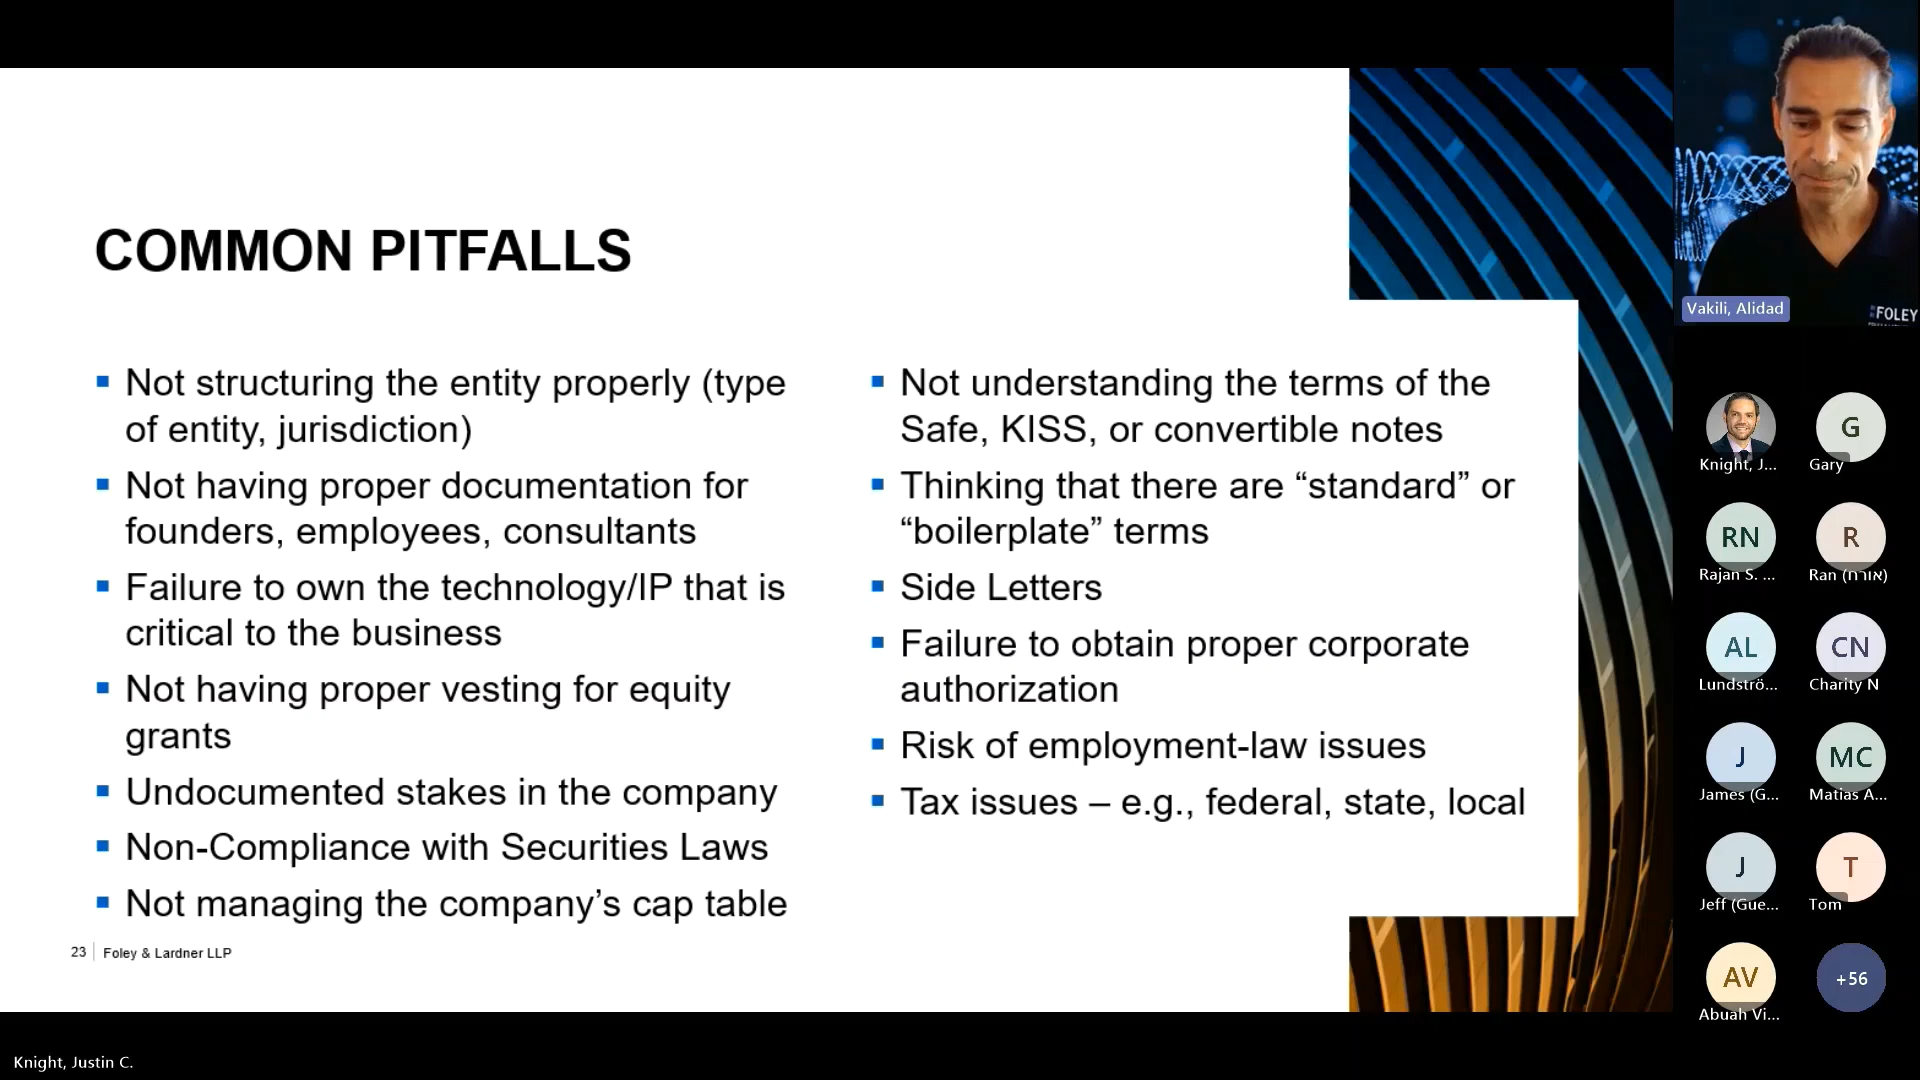 COMMON PITFALLS
Not structuring the entity properly (type
of entity, jurisdiction)
Not having proper documentation for
founders, employees, consultants
Failure to own the technology/IP that is
critical to the business
Not having proper vesting for equity
grants
Undocumented stakes in the company
Non-Compliance with Securities Laws
Not managing the company’s cap table
Not understanding the terms of the
Safe, KISS, or convertible notes
Thinking that there are “standard” or
“boilerplate” terms
Side Letters
Failure to obtain proper corporate
authorization
Risk of employment-law issues
Tax issues – e.g., federal, state, local
23
Foley & Lardner LLP
Vakili, Alidad
FOLEY
Knight, J...
G
Gary
RN
Rajan S. ...
R
Ran (אורח)
AL
Lundströ...
CN
Charity N
J
James (G...
MC
Matias A...
J
Jeff (Gue...
T
Tom
AV
Abuah Vi...
+56
Knight, Justin C.